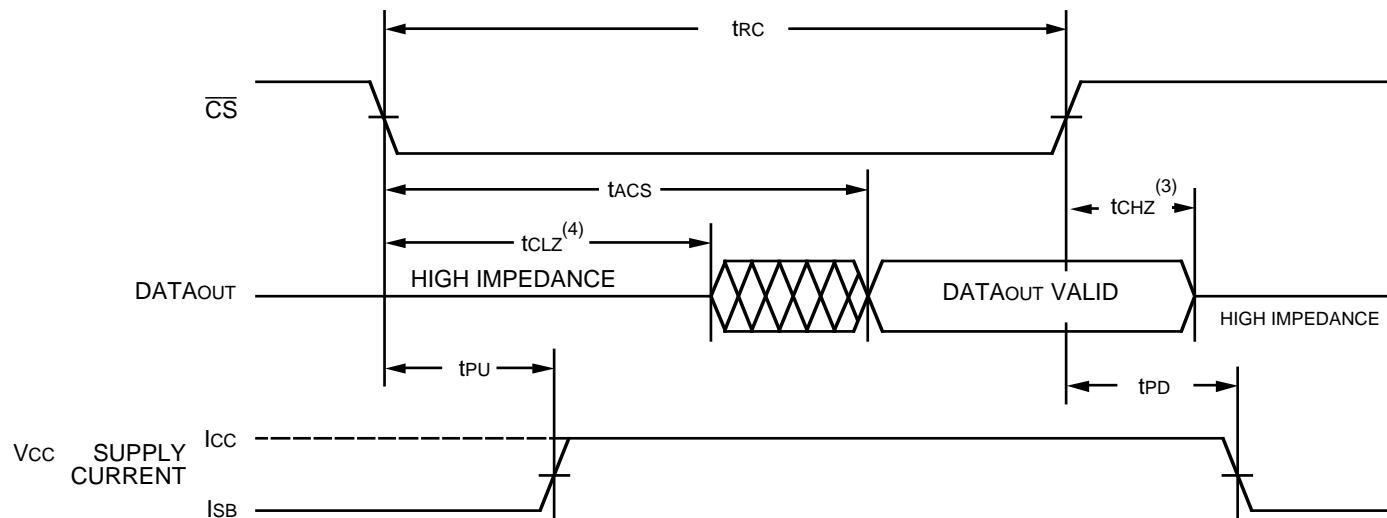 tRC
CS
tACS
tCHZ(3)
tCLZ(4)
HIGH IMPEDANCE
DATAOUT
DATAOUT VALID
HIGH IMPEDANCE
tPU
tPD
ICC
VCC SUPPLY
CURRENT
ISB